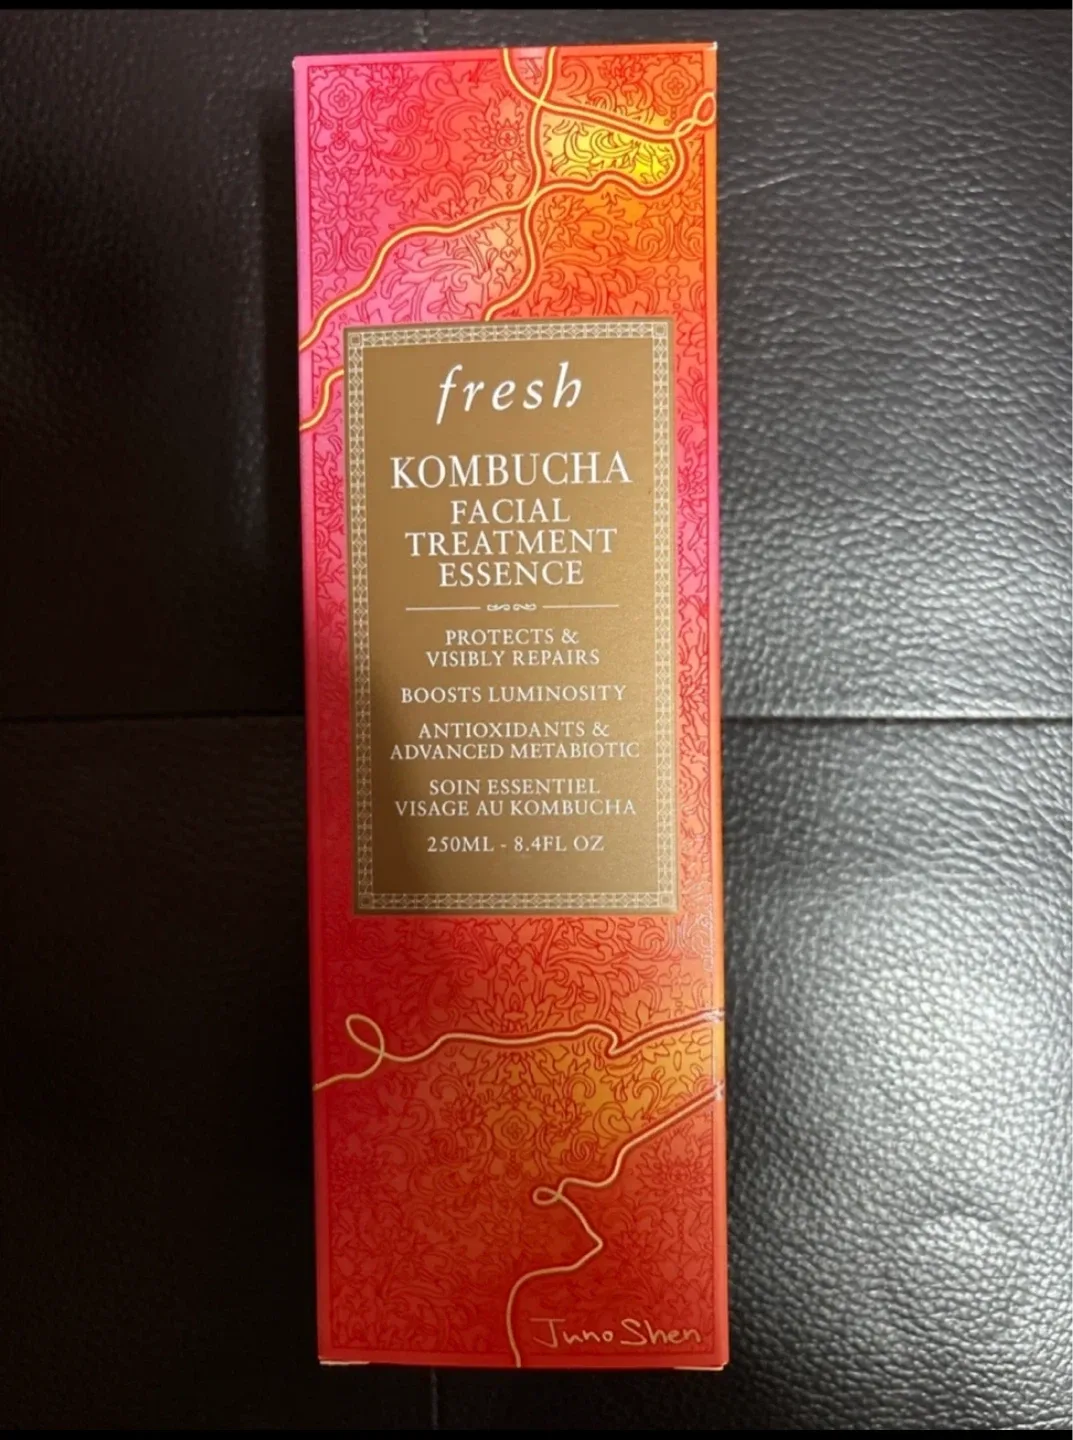 fresh
KOMBUCHA
FACIAL
TREATMENT
ESSENCE
PROTECTS &
VISIBLY REPAIRS
BOOSTS LUMINOSITY
ANTIOXIDANTS &
ADVANCED METABIOTIC
SOIN ESSENTIEL
VISAGE AU KOMBUCHA
250ML - 8.4FL OZ
Juno Shen